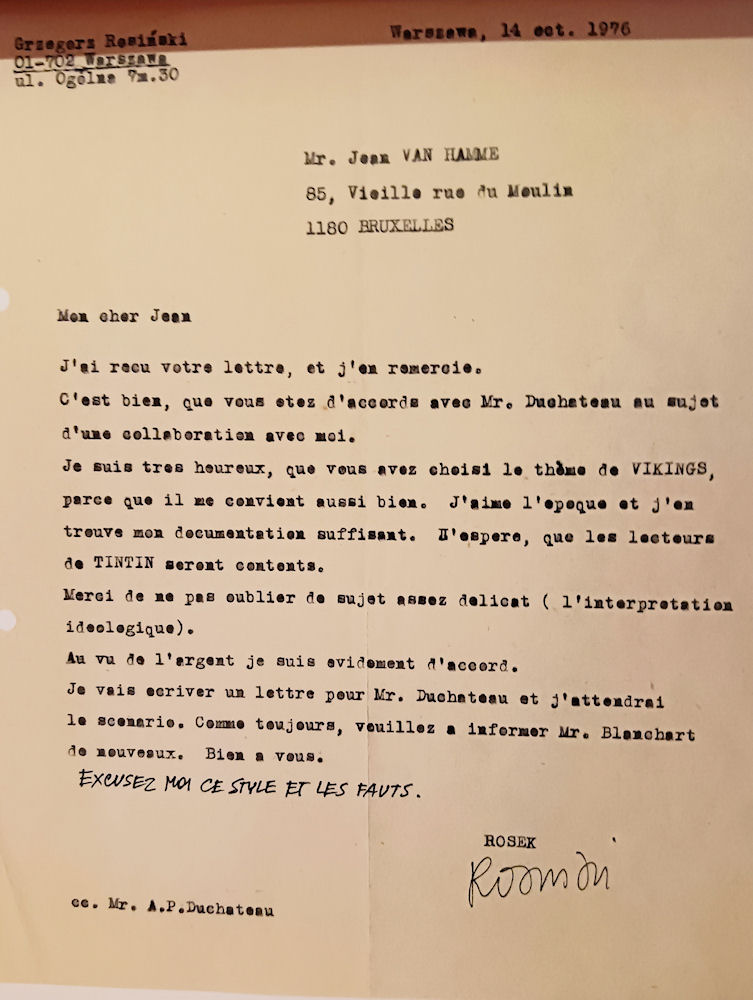 Grzegorz Rosiński
01-702 Warszawa
ul. Ogólna 7m.30
Warszawa, 14 oct. 1976
Mr. Jean VAN HAMME
85, Vieille rue du Moulin
1180 BRUXELLES
Mon cher Jean
J'ai recu votre lettre, et j'en remercie.
C'est bien, que vous etez d'accords avec Mr. Duchateau au sujet
d'une collaboration avec moi.
Je suis tres heureux, que vous avez choisi le thème de VIKINGS,
parce que il me convient aussi bien. J'aime l'epoque et j'en
trouve mon documentation suffisant. J'espere, que les lecteurs
de TINTIN seront contents.
Merci de ne pas oublier de sujet assez delicat ( l'interpretation
ideologique).
Au vu de l'argent je suis evidement d'accord.
Je vais ecriver un lettre pour Mr. Duchateau et j'attendrai
le scenario. Comme toujours, veuillez a informer Mr. Blanchart
de nouveaux. Bien a vous.
EXCUSEZ MOI CE STYLE ET LES FAUTS.
ROSEK
Rosiński
cc. Mr. A.P.Duchateau